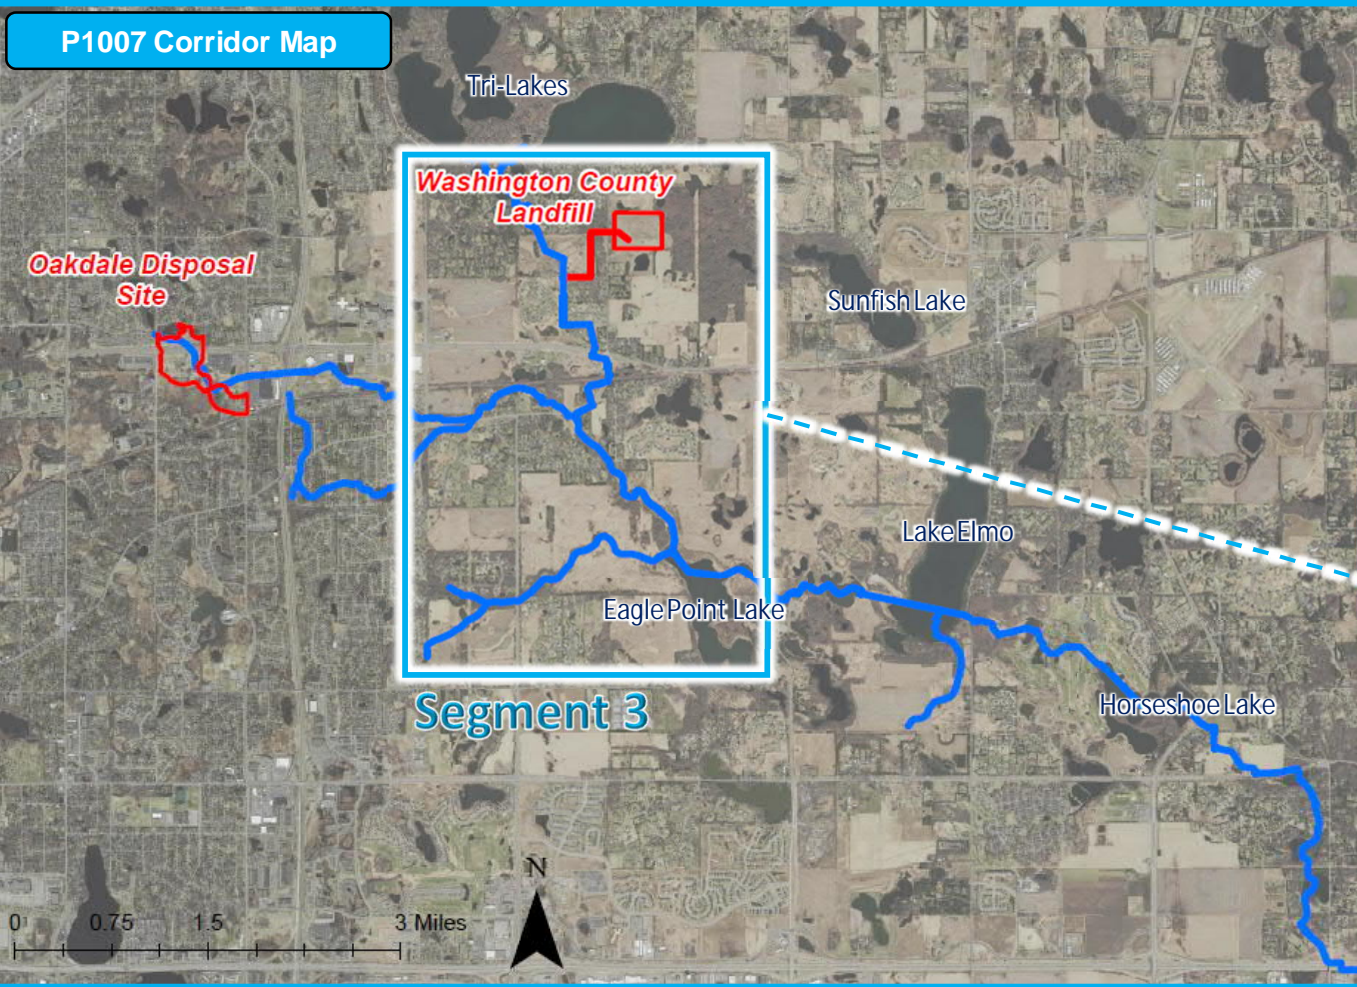 P1007 Corridor Map
Tri-Lakes
Washington County
Landfill
Oakdale Disposal
Site
Sunfish Lake
Lake Elmo
Eagle Point Lake
Segment 3
Horseshoe Lake
N
0 0.75 1.5 3 Miles